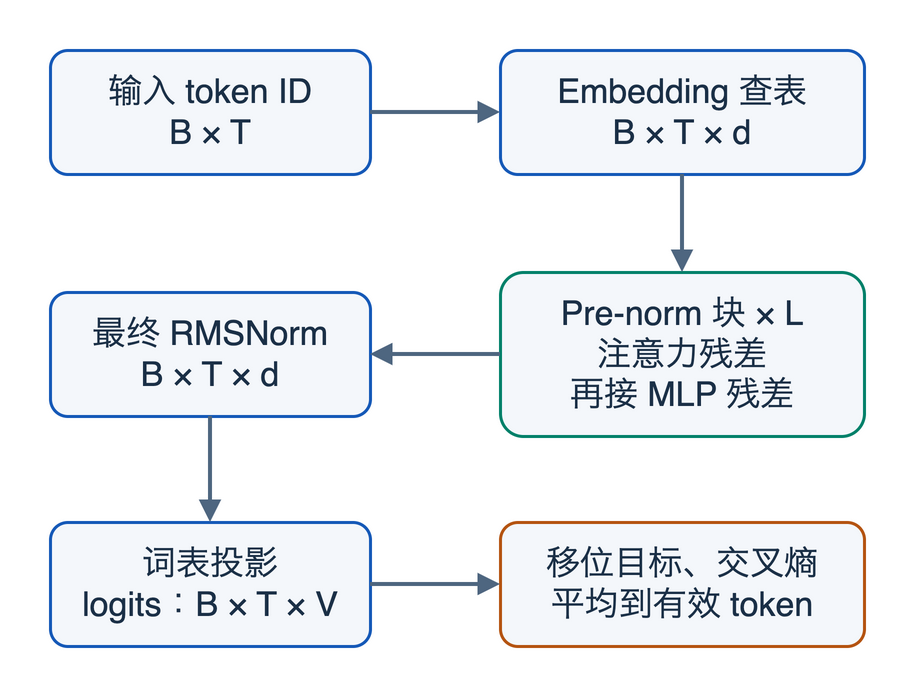 输入 token ID
B × T
Embedding 查表
B × T × d
Pre-norm 块 × L
注意力残差
再接 MLP 残差
最终 RMSNorm
B × T × d
词表投影
logits：B × T × V
移位目标、交叉熵
平均到有效 token